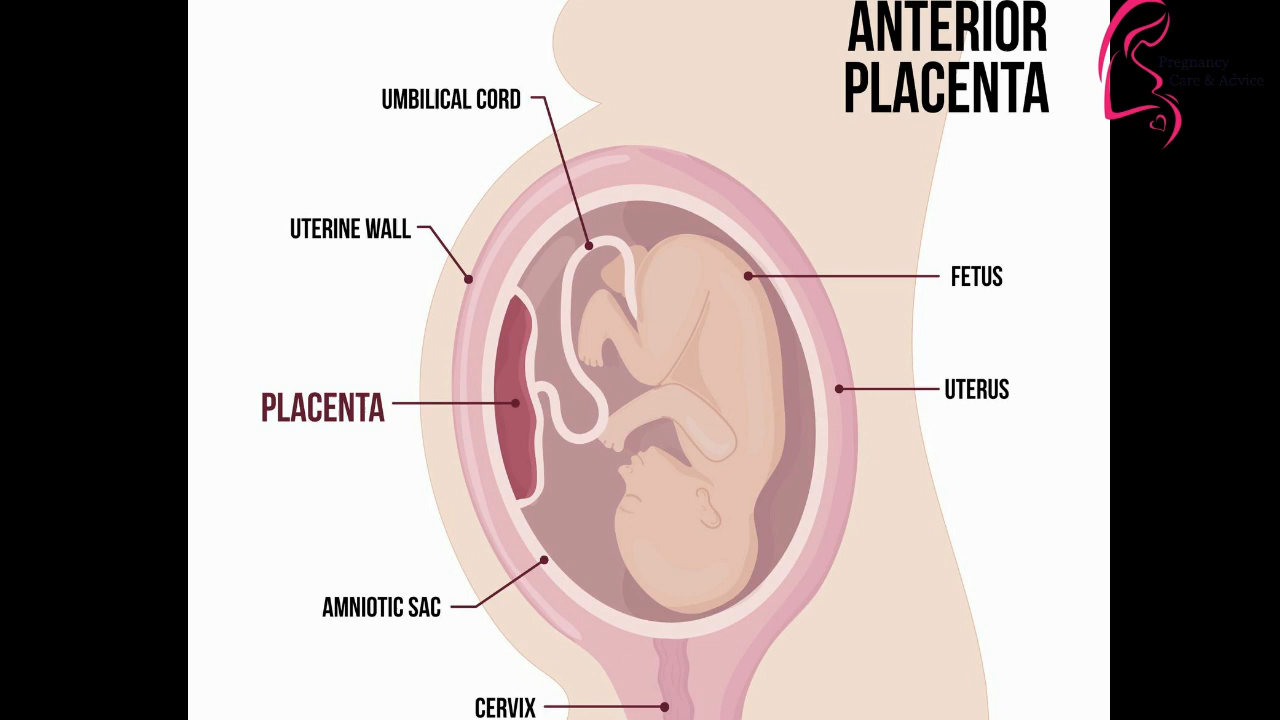 ANTERIOR
PLACENTA
Pregnancy
Care & Advice
UMBILICAL CORD
UTERINE WALL
FETUS
UTERUS
PLACENTA
AMNIOTIC SAC
CERVIX